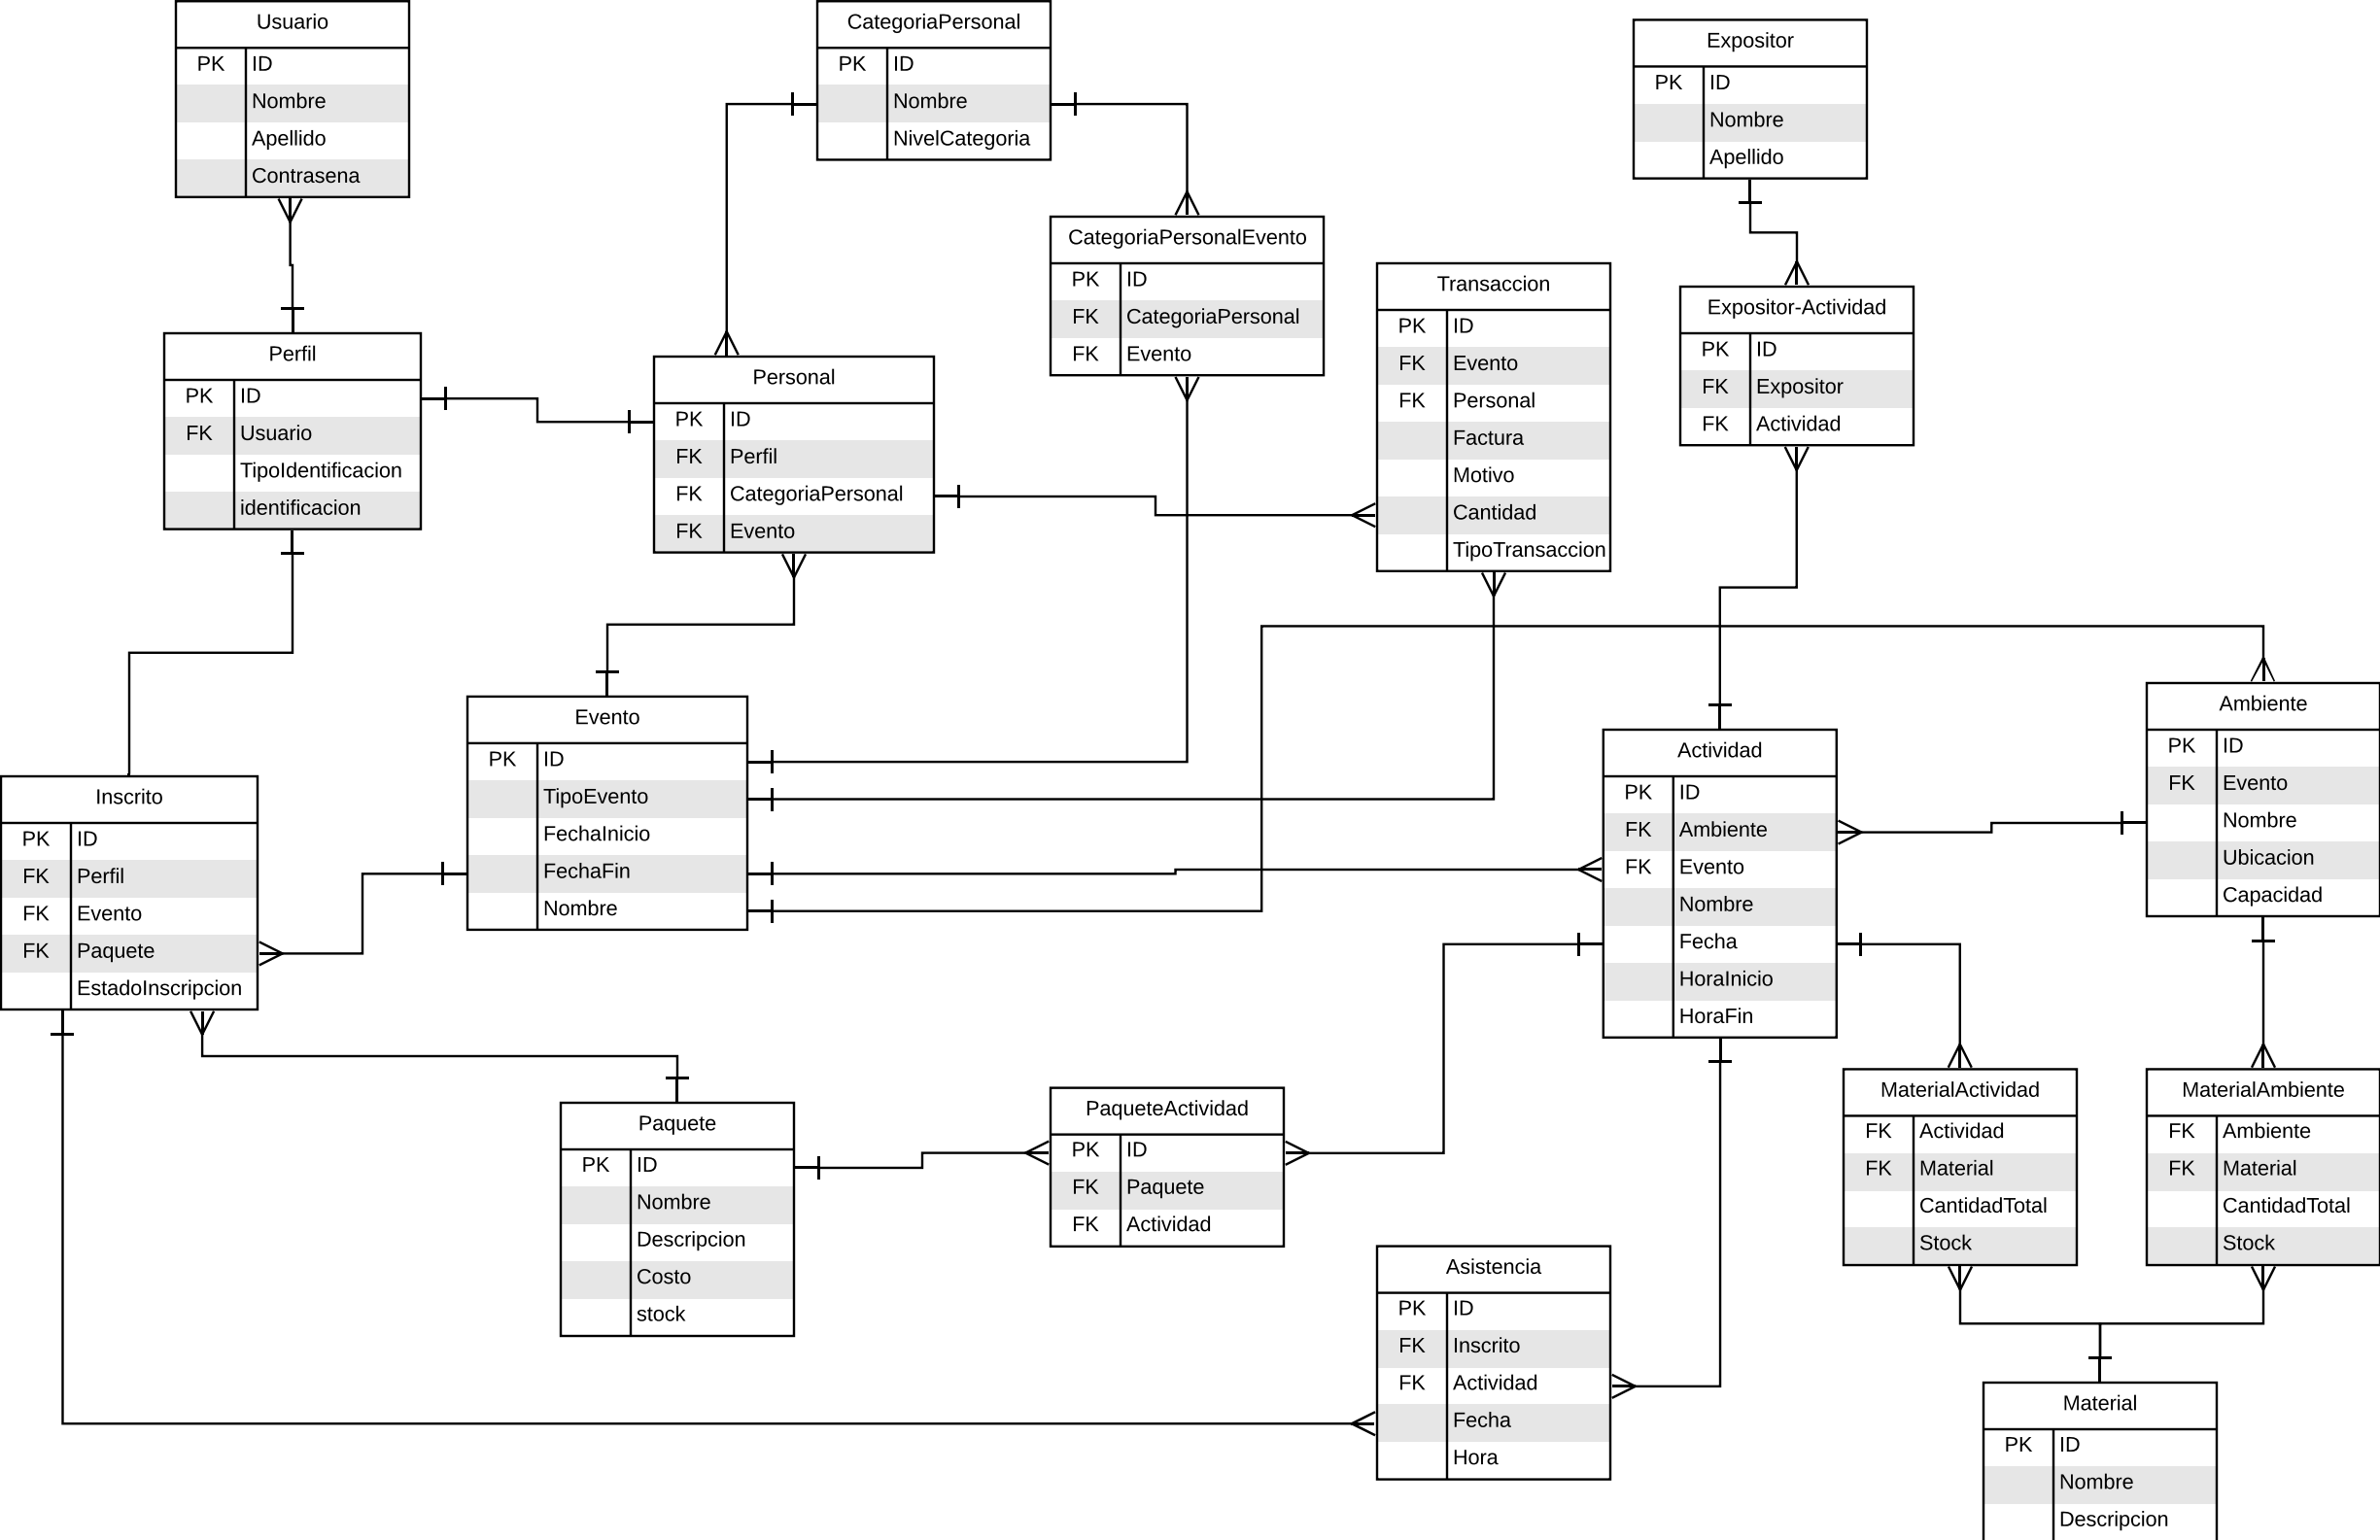 Usuario
PK ID
Nombre
Apellido
Contrasena
CategoriaPersonal
PK ID
Nombre
NivelCategoria
Expositor
PK ID
Nombre
Apellido
CategoriaPersonalEvento
PK ID
FK CategoriaPersonal
FK Evento
Transaccion
PK ID
FK Evento
FK Personal
Factura
Motivo
Cantidad
TipoTransaccion
Expositor-Actividad
PK ID
FK Expositor
FK Actividad
Perfil
PK ID
FK Usuario
TipoIdentificacion
identificacion
Personal
PK ID
FK Perfil
FK CategoriaPersonal
FK Evento
Evento
PK ID
TipoEvento
FechaInicio
FechaFin
Nombre
Actividad
PK ID
FK Ambiente
FK Evento
Nombre
Fecha
HoraInicio
HoraFin
Ambiente
PK ID
FK Evento
Nombre
Ubicacion
Capacidad
Inscrito
PK ID
FK Perfil
FK Evento
FK Paquete
EstadoInscripcion
Paquete
PK ID
Nombre
Descripcion
Costo
stock
PaqueteActividad
PK ID
FK Paquete
FK Actividad
MaterialActividad
FK Actividad
FK Material
CantidadTotal
Stock
MaterialAmbiente
FK Ambiente
FK Material
CantidadTotal
Stock
Asistencia
PK ID
FK Inscrito
FK Actividad
Fecha
Hora
Material
PK ID
Nombre
Descripcion